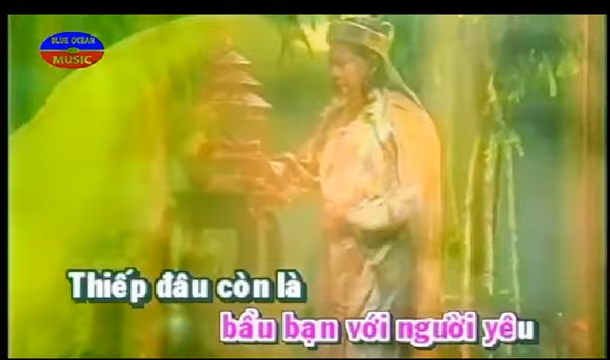 BLUE OCEAN
MUSIC
Thiếp đâu còn là
bầu bạn với người yêu